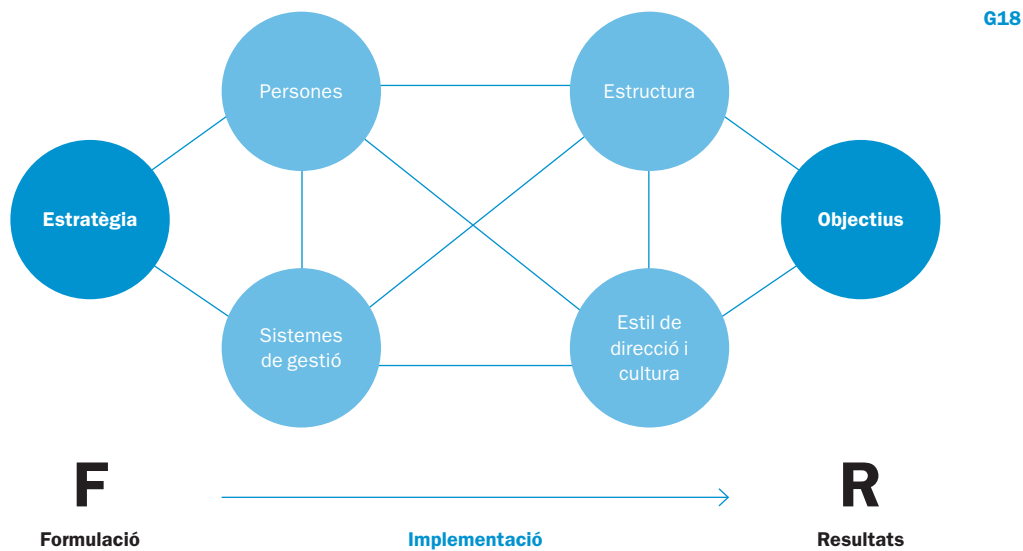 G18
Persones
Estructura
Estratègia
Objectius
Sistemes
de gestió
Estil de
direcció i
cultura
F
R
Formulació
Implementació
Resultats